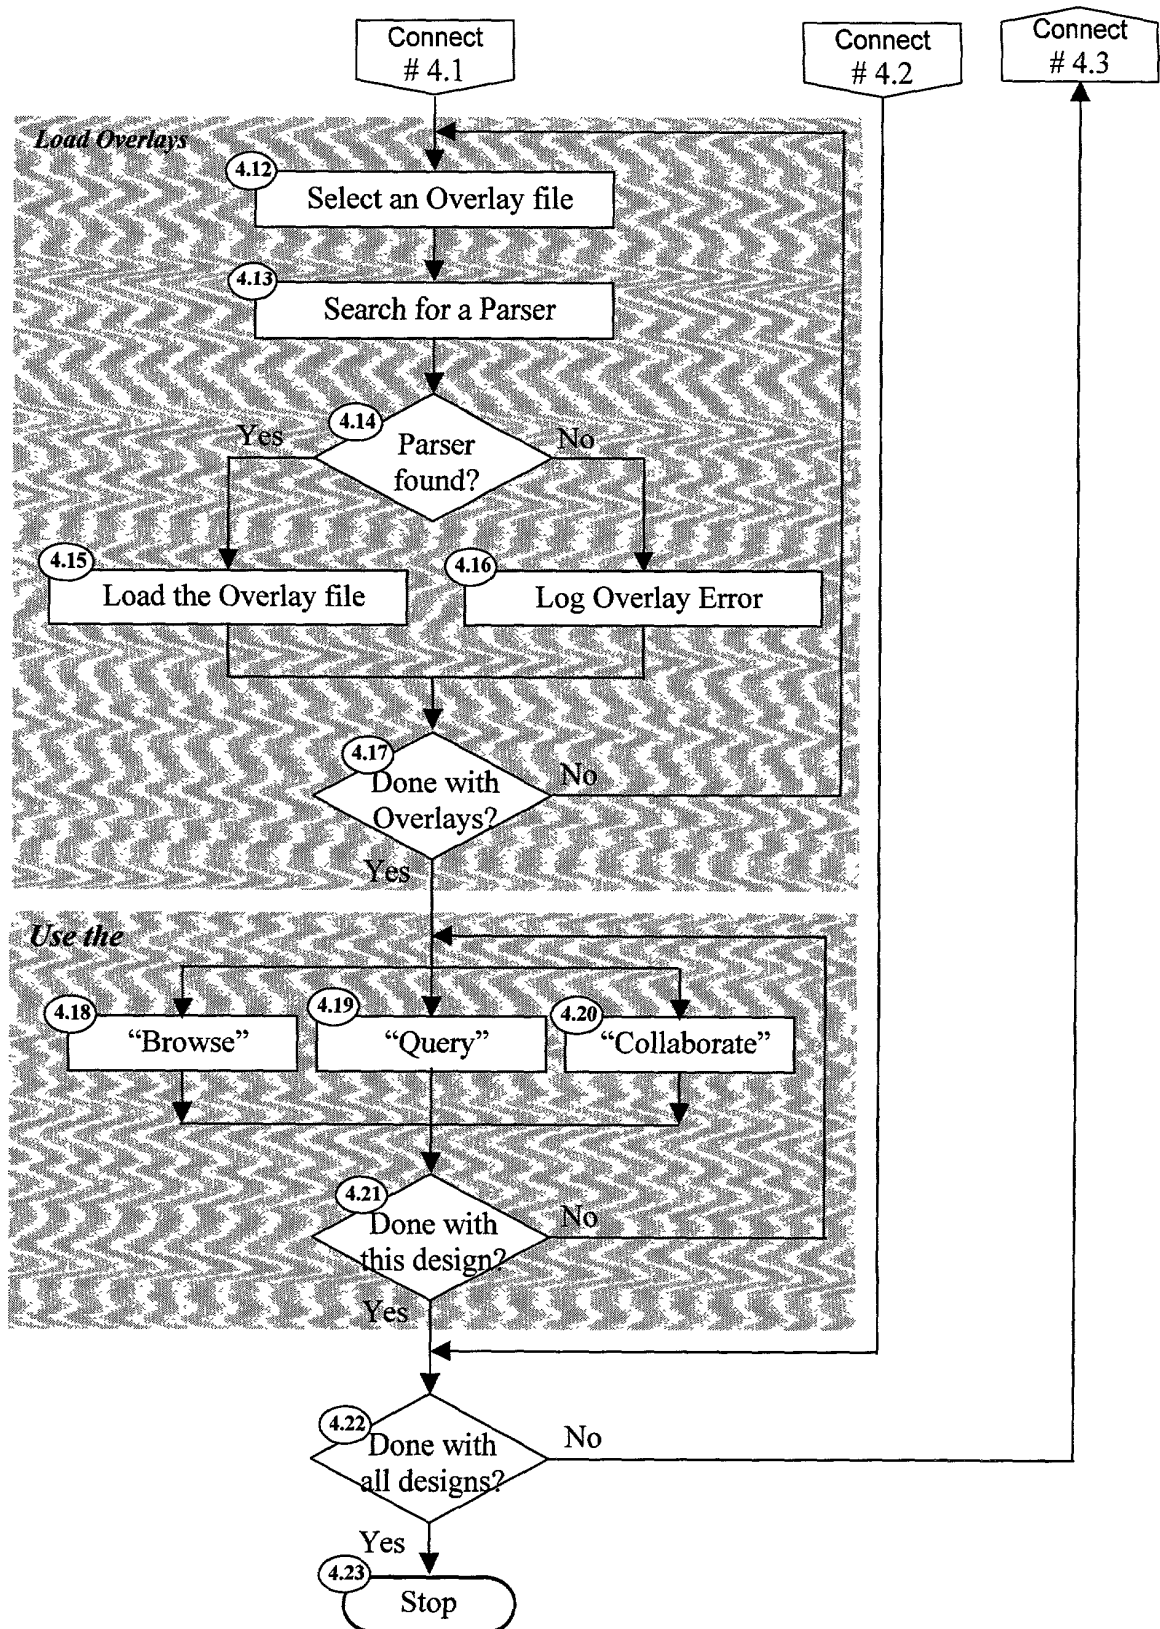 Connect
# 4.1
Connect
# 4.2
Connect
# 4.3
Load Overlays
4.12
Select an Overlay file
4.13
Search for a Parser
4.14
Yes
Parser
found?
No
4.15
Load the Overlay file
4.16
Log Overlay Error
4.17
Done with
Overlays?
No
Yes
Use the
4.18
“Browse”
4.19
“Query”
4.20
“Collaborate”
4.21
Done with
this design?
No
Yes
4.22
Done with
all designs?
No
Yes
4.23
Stop